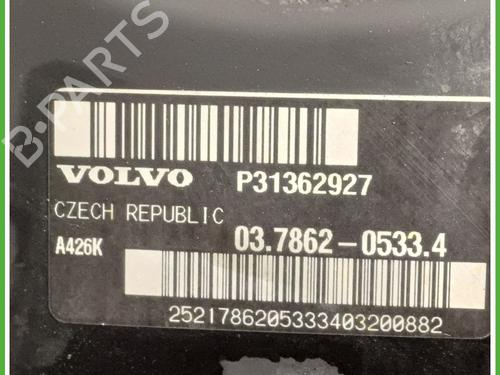 B-PARTS
VOLVO P31362927
CZECH REPUBLIC
A426K 03.7862-0533.4
2521786205333403200882